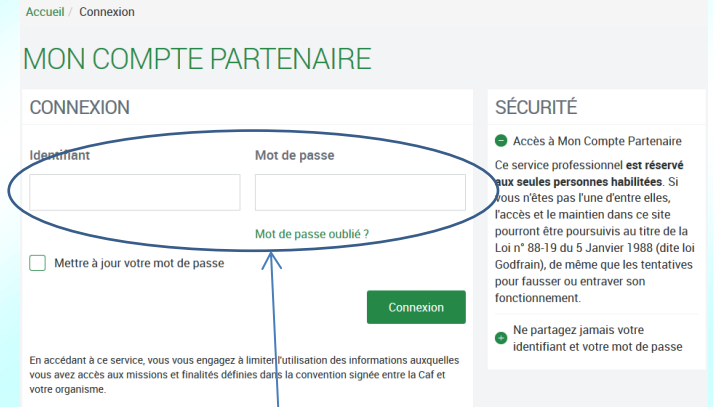 Accueil / Connexion
MON COMPTE PARTENAIRE
CONNEXION
Identifiant
Mot de passe
Mot de passe oublié ?
Mettre à jour votre mot de passe
Connexion
En accédant à ce service, vous vous engagez à limiter l'utilisation des informations auxquelles
vous avez accès aux missions et finalités définies dans la convention signée entre la Caf et
votre organisme.
SÉCURITÉ
Accès à Mon Compte Partenaire
Ce service professionnel est réservé
aux seules personnes habilitées. Si
vous n'êtes pas l'une d'entre elles,
l'accès et le maintien dans ce site
pourront être poursuivis au titre de la
Loi n° 88-19 du 5 Janvier 1988 (dite loi
Godfrain), de même que les tentatives
pour fausser ou entraver son
fonctionnement.
Ne partagez jamais votre
identifiant et votre mot de passe